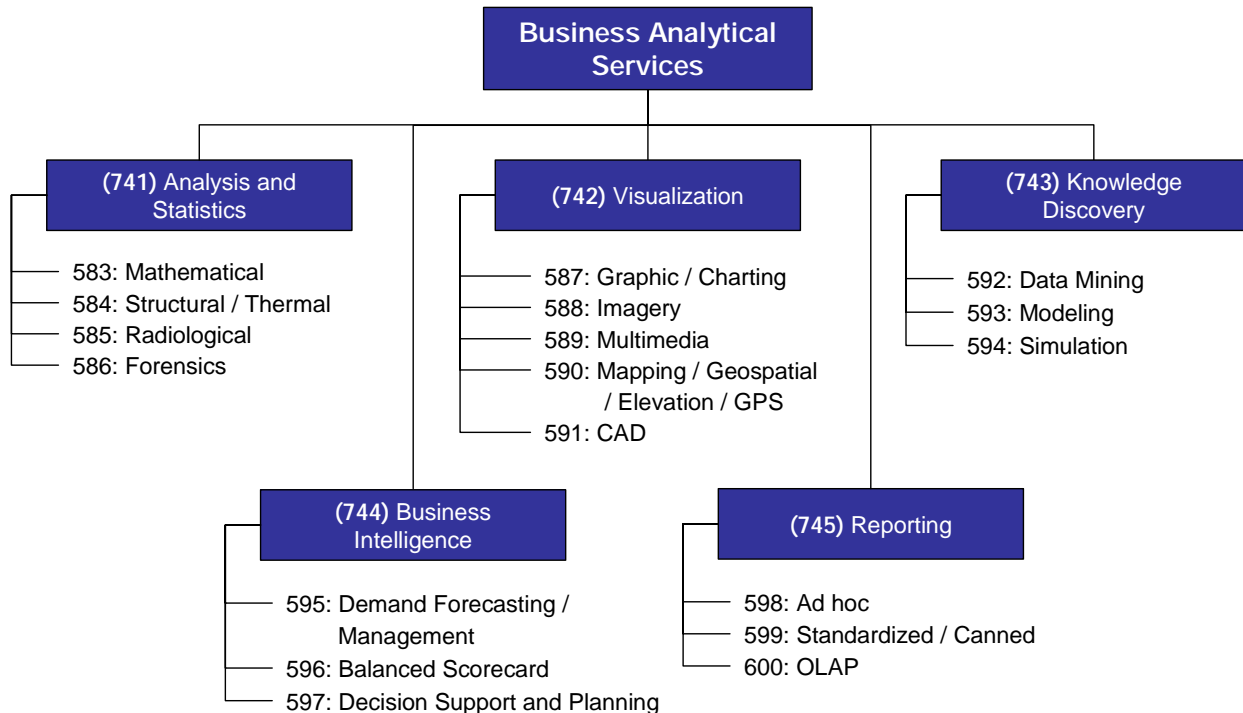 Business Analytical
Services
(741) Analysis and
Statistics
583: Mathematical
584: Structural / Thermal
585: Radiological
586: Forensics
(742) Visualization
587: Graphic / Charting
588: Imagery
589: Multimedia
590: Mapping / Geospatial
/ Elevation / GPS
591: CAD
(743) Knowledge
Discovery
592: Data Mining
593: Modeling
594: Simulation
(744) Business
Intelligence
595: Demand Forecasting /
Management
596: Balanced Scorecard
597: Decision Support and Planning
(745) Reporting
598: Ad hoc
599: Standardized / Canned
600: OLAP